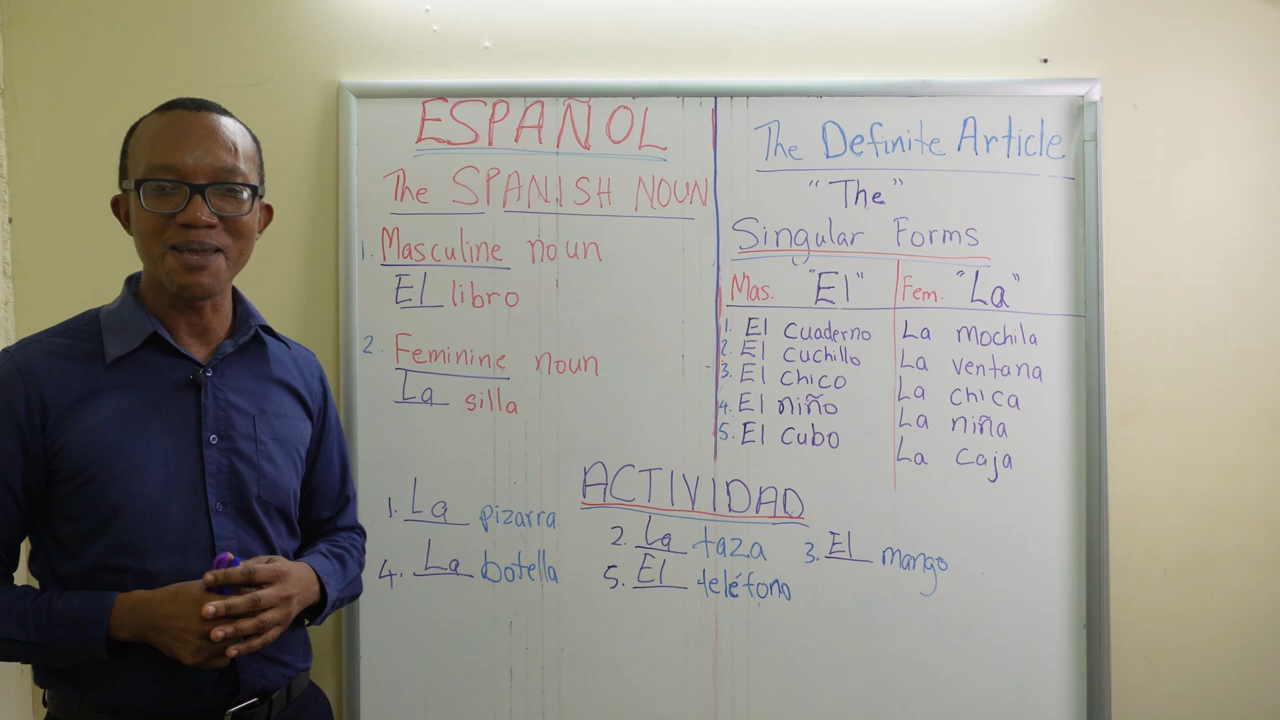 ESPAÑOL
The SPANISH NOUN
1. Masculine noun
EL libro
2. Feminine noun
La silla
The Definite Article
"The"
Singular Forms
Mas. "El"
1. El cuaderno
2. El cuchillo
3. El chico
4. El niño
5. El cubo
Fem. "La"
La mochila
La ventana
La chica
La niña
La caja
ACTIVIDAD
1. La pizarra
2. La taza
3. El mango
4. La botella
5. El teléfono